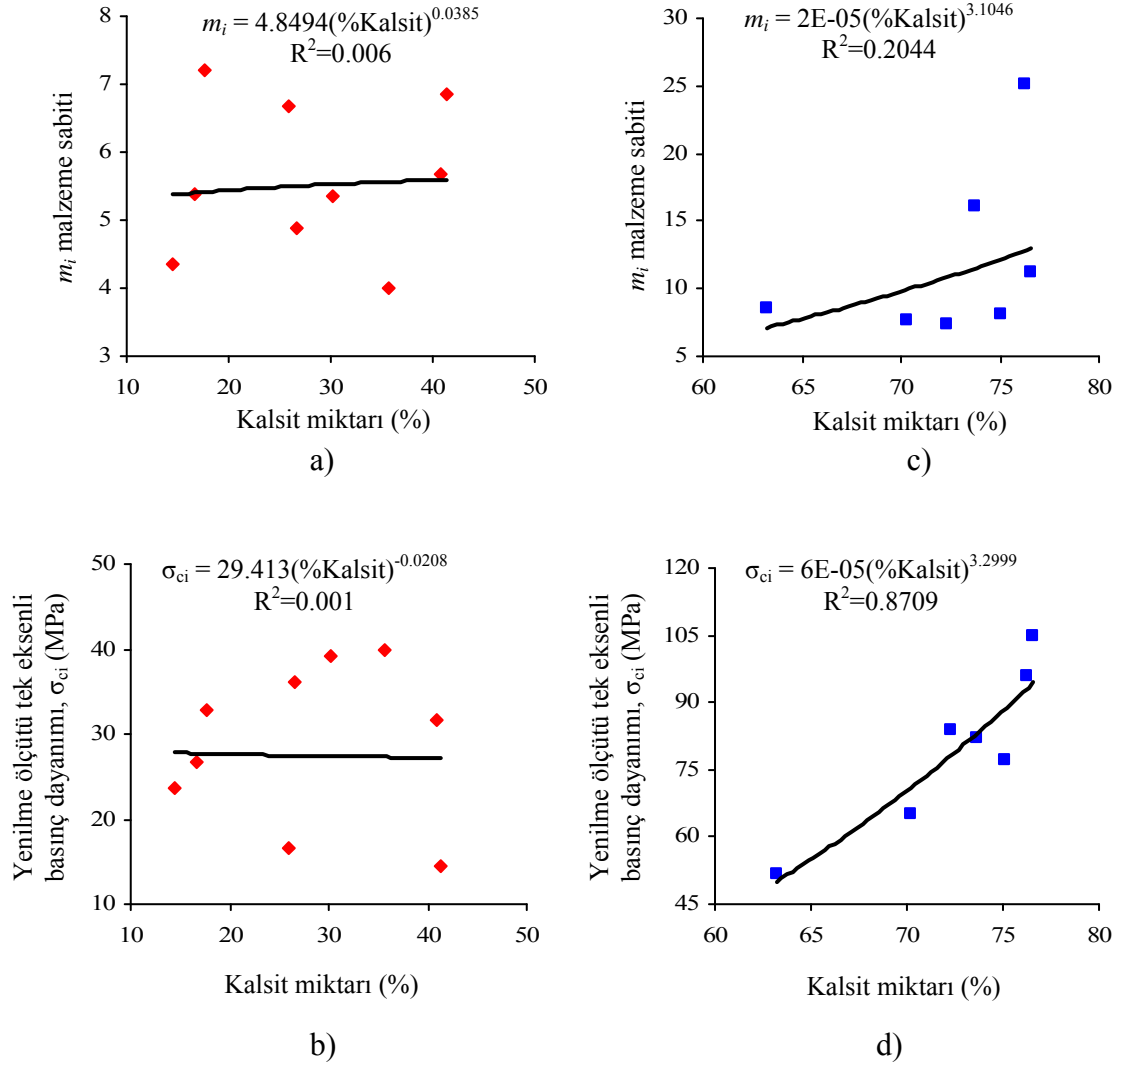 mᵢ = 4.8494(%Kalsit)^0.0385
R²=0.006
8
7
6
5
4
3
10 20 30 40 50
mᵢ malzeme sabiti
Kalsit miktarı (%)
a)
mᵢ = 2E-05(%Kalsit)^3.1046
R²=0.2044
30
25
20
15
10
5
60 65 70 75 80
mᵢ malzeme sabiti
Kalsit miktarı (%)
c)
σci = 29.413(%Kalsit)^-0.0208
R²=0.001
50
40
30
20
10
10 20 30 40 50
Yenilme ölçütü tek eksenli
basınç dayanımı, σci (MPa)
Kalsit miktarı (%)
b)
σci = 6E-05(%Kalsit)^3.2999
R²=0.8709
120
105
90
75
60
45
60 65 70 75 80
Yenilme ölçütü tek eksenli
basınç dayanımı, σci (MPa)
Kalsit miktarı (%)
d)